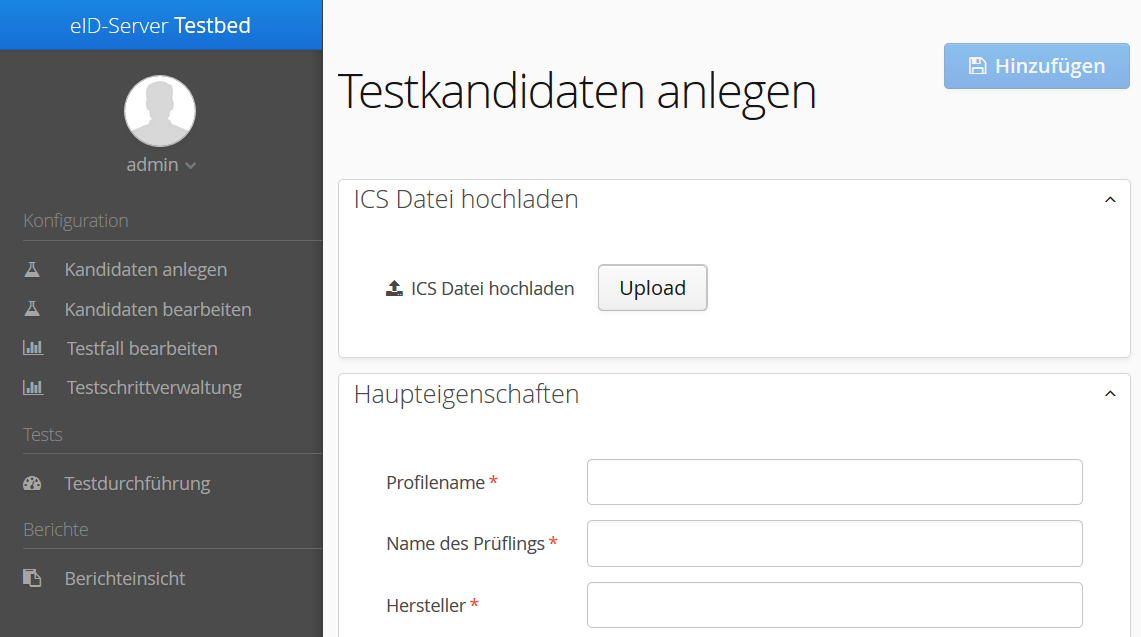 eID-Server Testbed
admin
Konfiguration
Kandidaten anlegen
Kandidaten bearbeiten
Testfall bearbeiten
Testschrittverwaltung
Tests
Testdurchführung
Berichte
Berichteinsicht
Testkandidaten anlegen
Hinzufügen
ICS Datei hochladen
ICS Datei hochladen Upload
Haupteigenschaften
Profilename *
Name des Prüflings *
Hersteller *